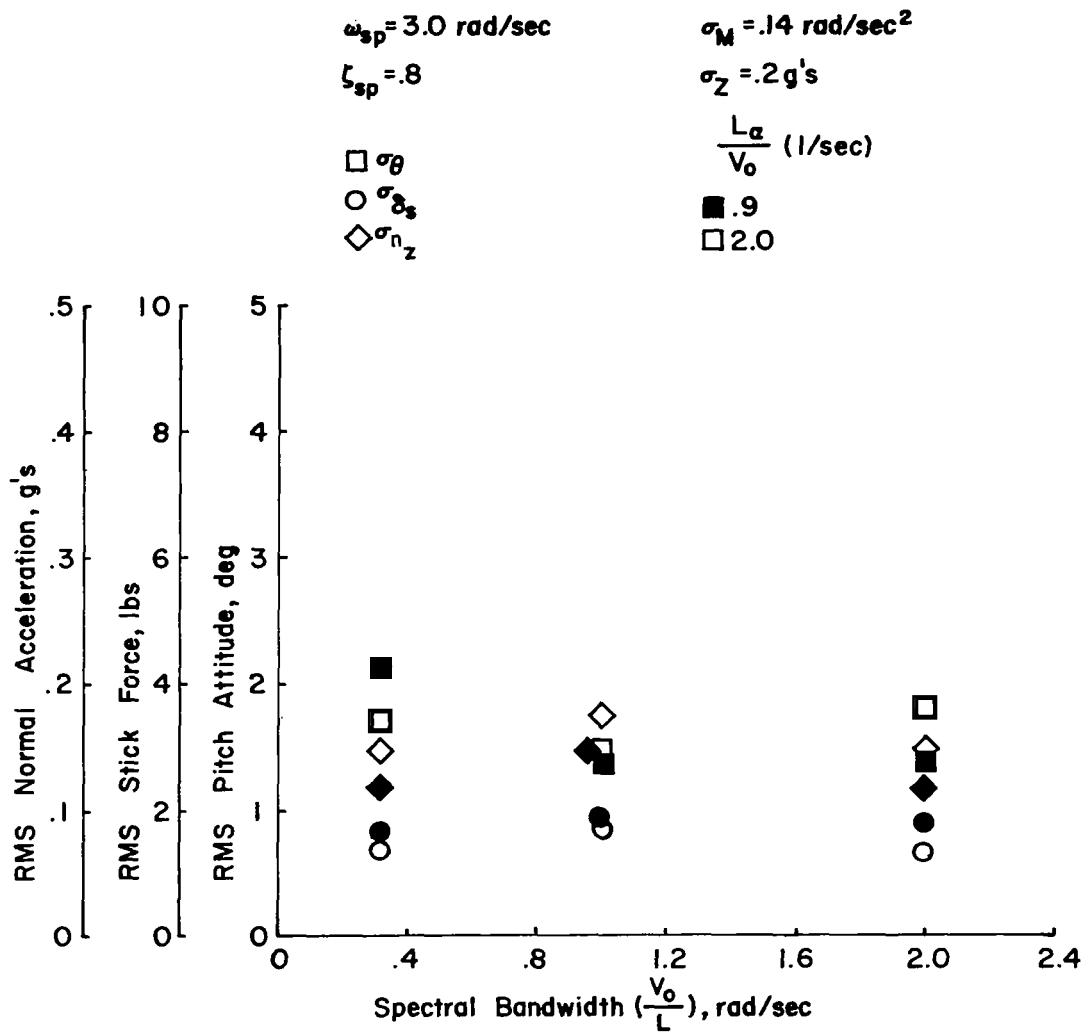 ω_sp = 3.0 rad/sec
σ_M = .14 rad/sec²
ζ_sp = .8
σ_Z = .2 g's
L_α/V_o (1/sec)
□ σ_θ
○ σ_δ_s
◇ σ_n_z
■ .9
□ 2.0
.5
.4
.3
.2
.1
0
RMS Normal Acceleration, g's
10
8
6
4
2
0
RMS Stick Force, lbs
5
4
3
2
1
0
RMS Pitch Attitude, deg
0 .4 .8 1.2 1.6 2.0 2.4
Spectral Bandwidth (V_o/L), rad/sec